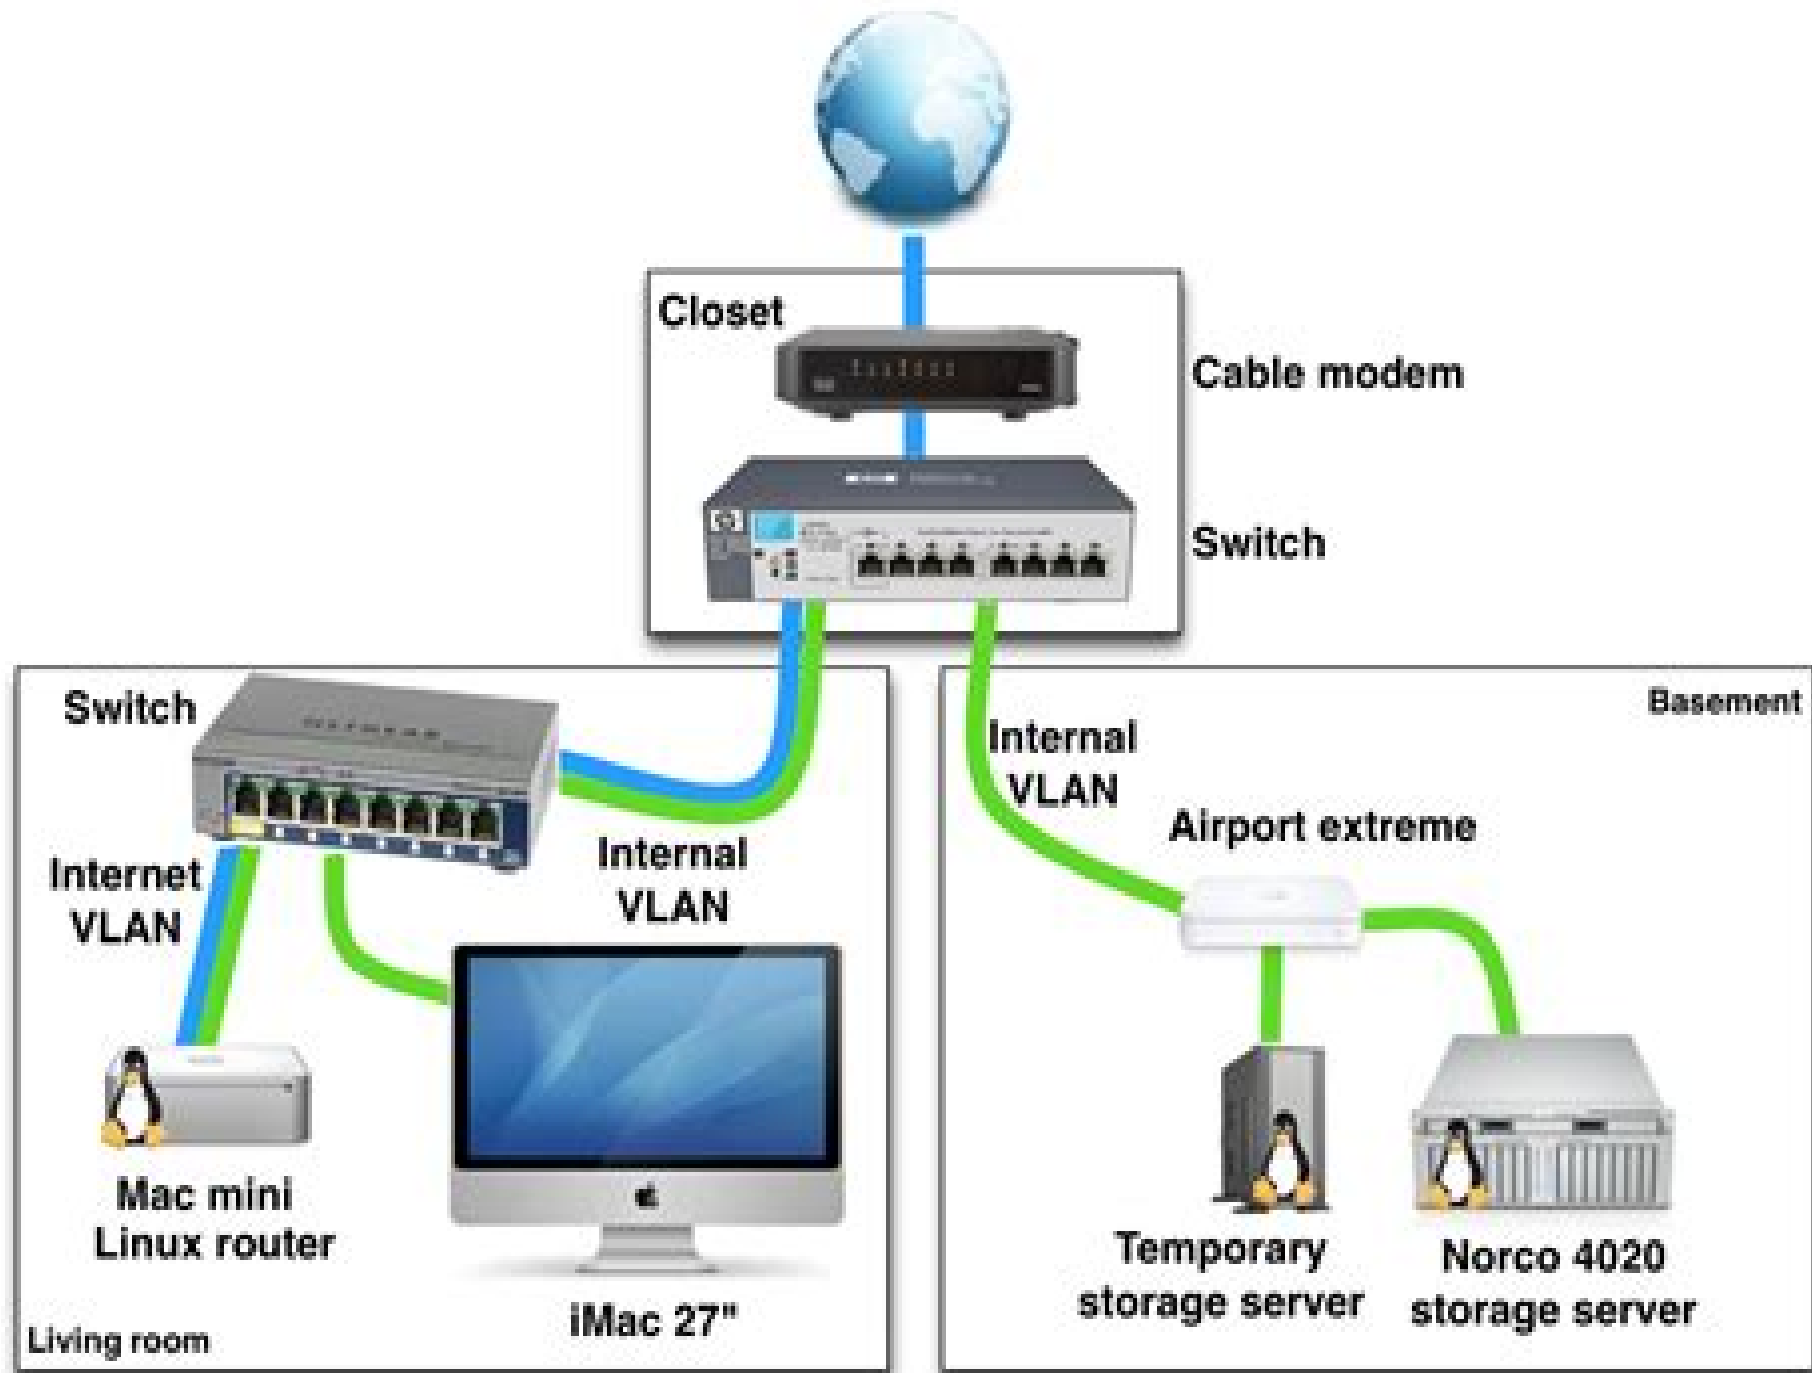 Closet
Cable modem
Switch
Switch
Basement
Internal
VLAN
Airport extreme
NETGEAR
Internet
VLAN
Internal
VLAN
Mac mini
Linux router
iMac 27"
Living room
Temporary
storage server
Norco 4020
storage server